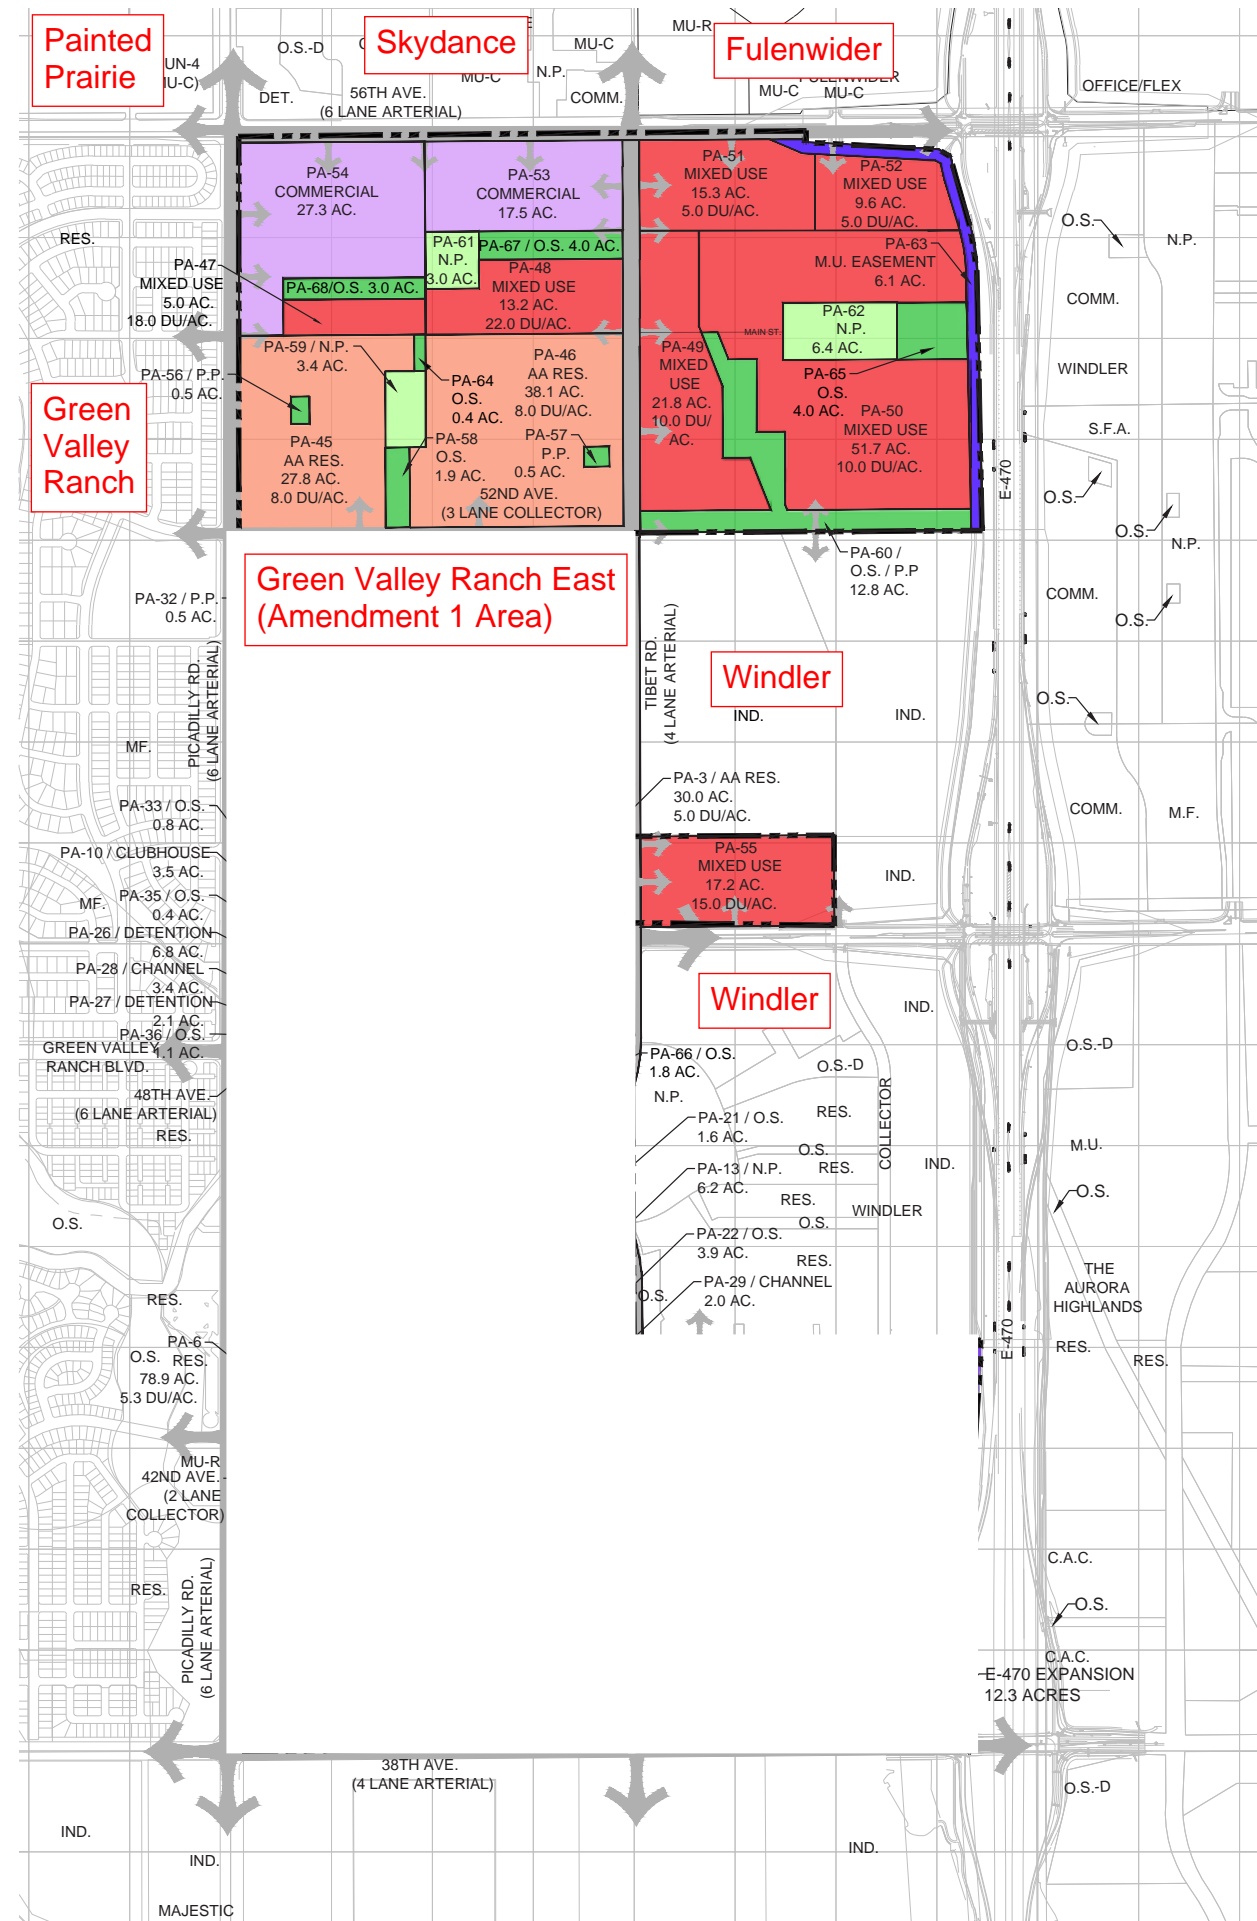 Painted
Prairie
Skydance
Fulenwider
MU-R
UN-4
MU-C)
O.S.-D
MU-C
MU-C
N.P.
DET.
56TH AVE.
(6 LANE ARTERIAL)
COMM.
MU-C
MU-C
OFFICE/FLEX
PA-54
COMMERCIAL
27.3 AC.
PA-53
COMMERCIAL
17.5 AC.
PA-51
MIXED USE
15.3 AC.
5.0 DU/AC.
PA-52
MIXED USE
9.6 AC.
5.0 DU/AC.
O.S.
N.P.
RES.
PA-47
MIXED USE
5.0 AC.
18.0 DU/AC.
PA-61
N.P.
3.0 AC.
PA-67 / O.S. 4.0 AC.
PA-68/O.S. 3.0 AC.
PA-48
MIXED USE
13.2 AC.
22.0 DU/AC.
PA-63
M.U. EASEMENT
6.1 AC.
COMM.
PA-62
N.P.
6.4 AC.
MAIN ST.
PA-59 / N.P.
3.4 AC.
PA-56 / P.P.
0.5 AC.
PA-64
O.S.
0.4 AC.
PA-46
AA RES.
38.1 AC.
8.0 DU/AC.
PA-49
MIXED
USE
21.8 AC.
10.0 DU/
AC.
PA-65
O.S.
4.0 AC.
PA-50
MIXED USE
51.7 AC.
10.0 DU/AC.
WINDLER
S.F.A.
Green
Valley
Ranch
PA-45
AA RES.
27.8 AC.
8.0 DU/AC.
PA-58
O.S.
1.9 AC.
PA-57
P.P.
0.5 AC.
52ND AVE.
(3 LANE COLLECTOR)
E-470
O.S.
O.S.
N.P.
Green Valley Ranch East
(Amendment 1 Area)
PA-60 /
O.S. / P.P
12.8 AC.
COMM.
O.S.
PA-32 / P.P.
0.5 AC.
PICADILLY RD.
(6 LANE ARTERIAL)
TIBET RD.
(4 LANE ARTERIAL)
Windler
IND.
IND.
O.S.
MF.
PA-3 / AA RES.
30.0 AC.
5.0 DU/AC.
COMM.
M.F.
PA-33 / O.S.
0.8 AC.
PA-10 / CLUBHOUSE
3.5 AC.
MF.
PA-35 / O.S.
0.4 AC.
PA-26 / DETENTION
6.8 AC.
PA-28 / CHANNEL
3.4 AC.
PA-27 / DETENTION
2.1 AC.
PA-36 / O.S.
1.1 AC.
GREEN VALLEY
RANCH BLVD.
48TH AVE.
(6 LANE ARTERIAL)
RES.
PA-55
MIXED USE
17.2 AC.
15.0 DU/AC.
IND.
Windler
IND.
PA-66 / O.S.
1.8 AC.
N.P.
O.S.-D
O.S.-D
RES.
COLLECTOR
PA-21 / O.S.
1.6 AC.
O.S.
RES.
IND.
M.U.
PA-13 / N.P.
6.2 AC.
RES.
O.S.
WINDLER
O.S.
O.S.
PA-22 / O.S.
3.9 AC.
RES.
PA-29 / CHANNEL
2.0 AC.
O.S.
THE
AURORA
HIGHLANDS
E-470
RES.
RES.
RES.
PA-6
RES.
78.9 AC.
5.3 DU/AC.
O.S.
MU-R
42ND AVE.
(2 LANE
COLLECTOR)
RES.
PICADILLY RD.
(6 LANE ARTERIAL)
C.A.C.
O.S.
C.A.C.
E-470 EXPANSION
12.3 ACRES
38TH AVE.
(4 LANE ARTERIAL)
O.S.-D
IND.
IND.
IND.
MAJESTIC